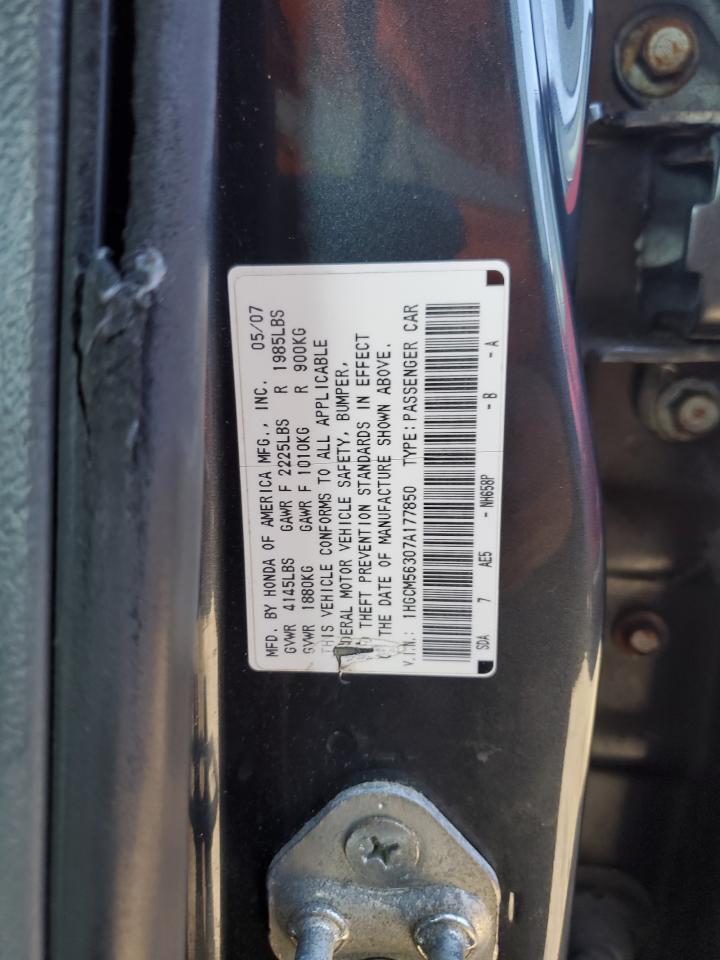 MFD. BY HONDA OF AMERICA MFG., INC. 05/07
GVWR 4145LBS GAWR F 2225LBS R 1985LBS
GVWR 1880KG GAWR F 1010KG R 900KG
THIS VEHICLE CONFORMS TO ALL APPLICABLE
DERAL MOTOR VEHICLE SAFETY, BUMPER,
THEFT PREVENTION STANDARDS IN EFFECT
THE DATE OF MANUFACTURE SHOWN ABOVE.
V.I.N.: 1HGCM56307A177850 TYPE: PASSENGER CAR
SDA 7 AE5 - NH658P - B - A